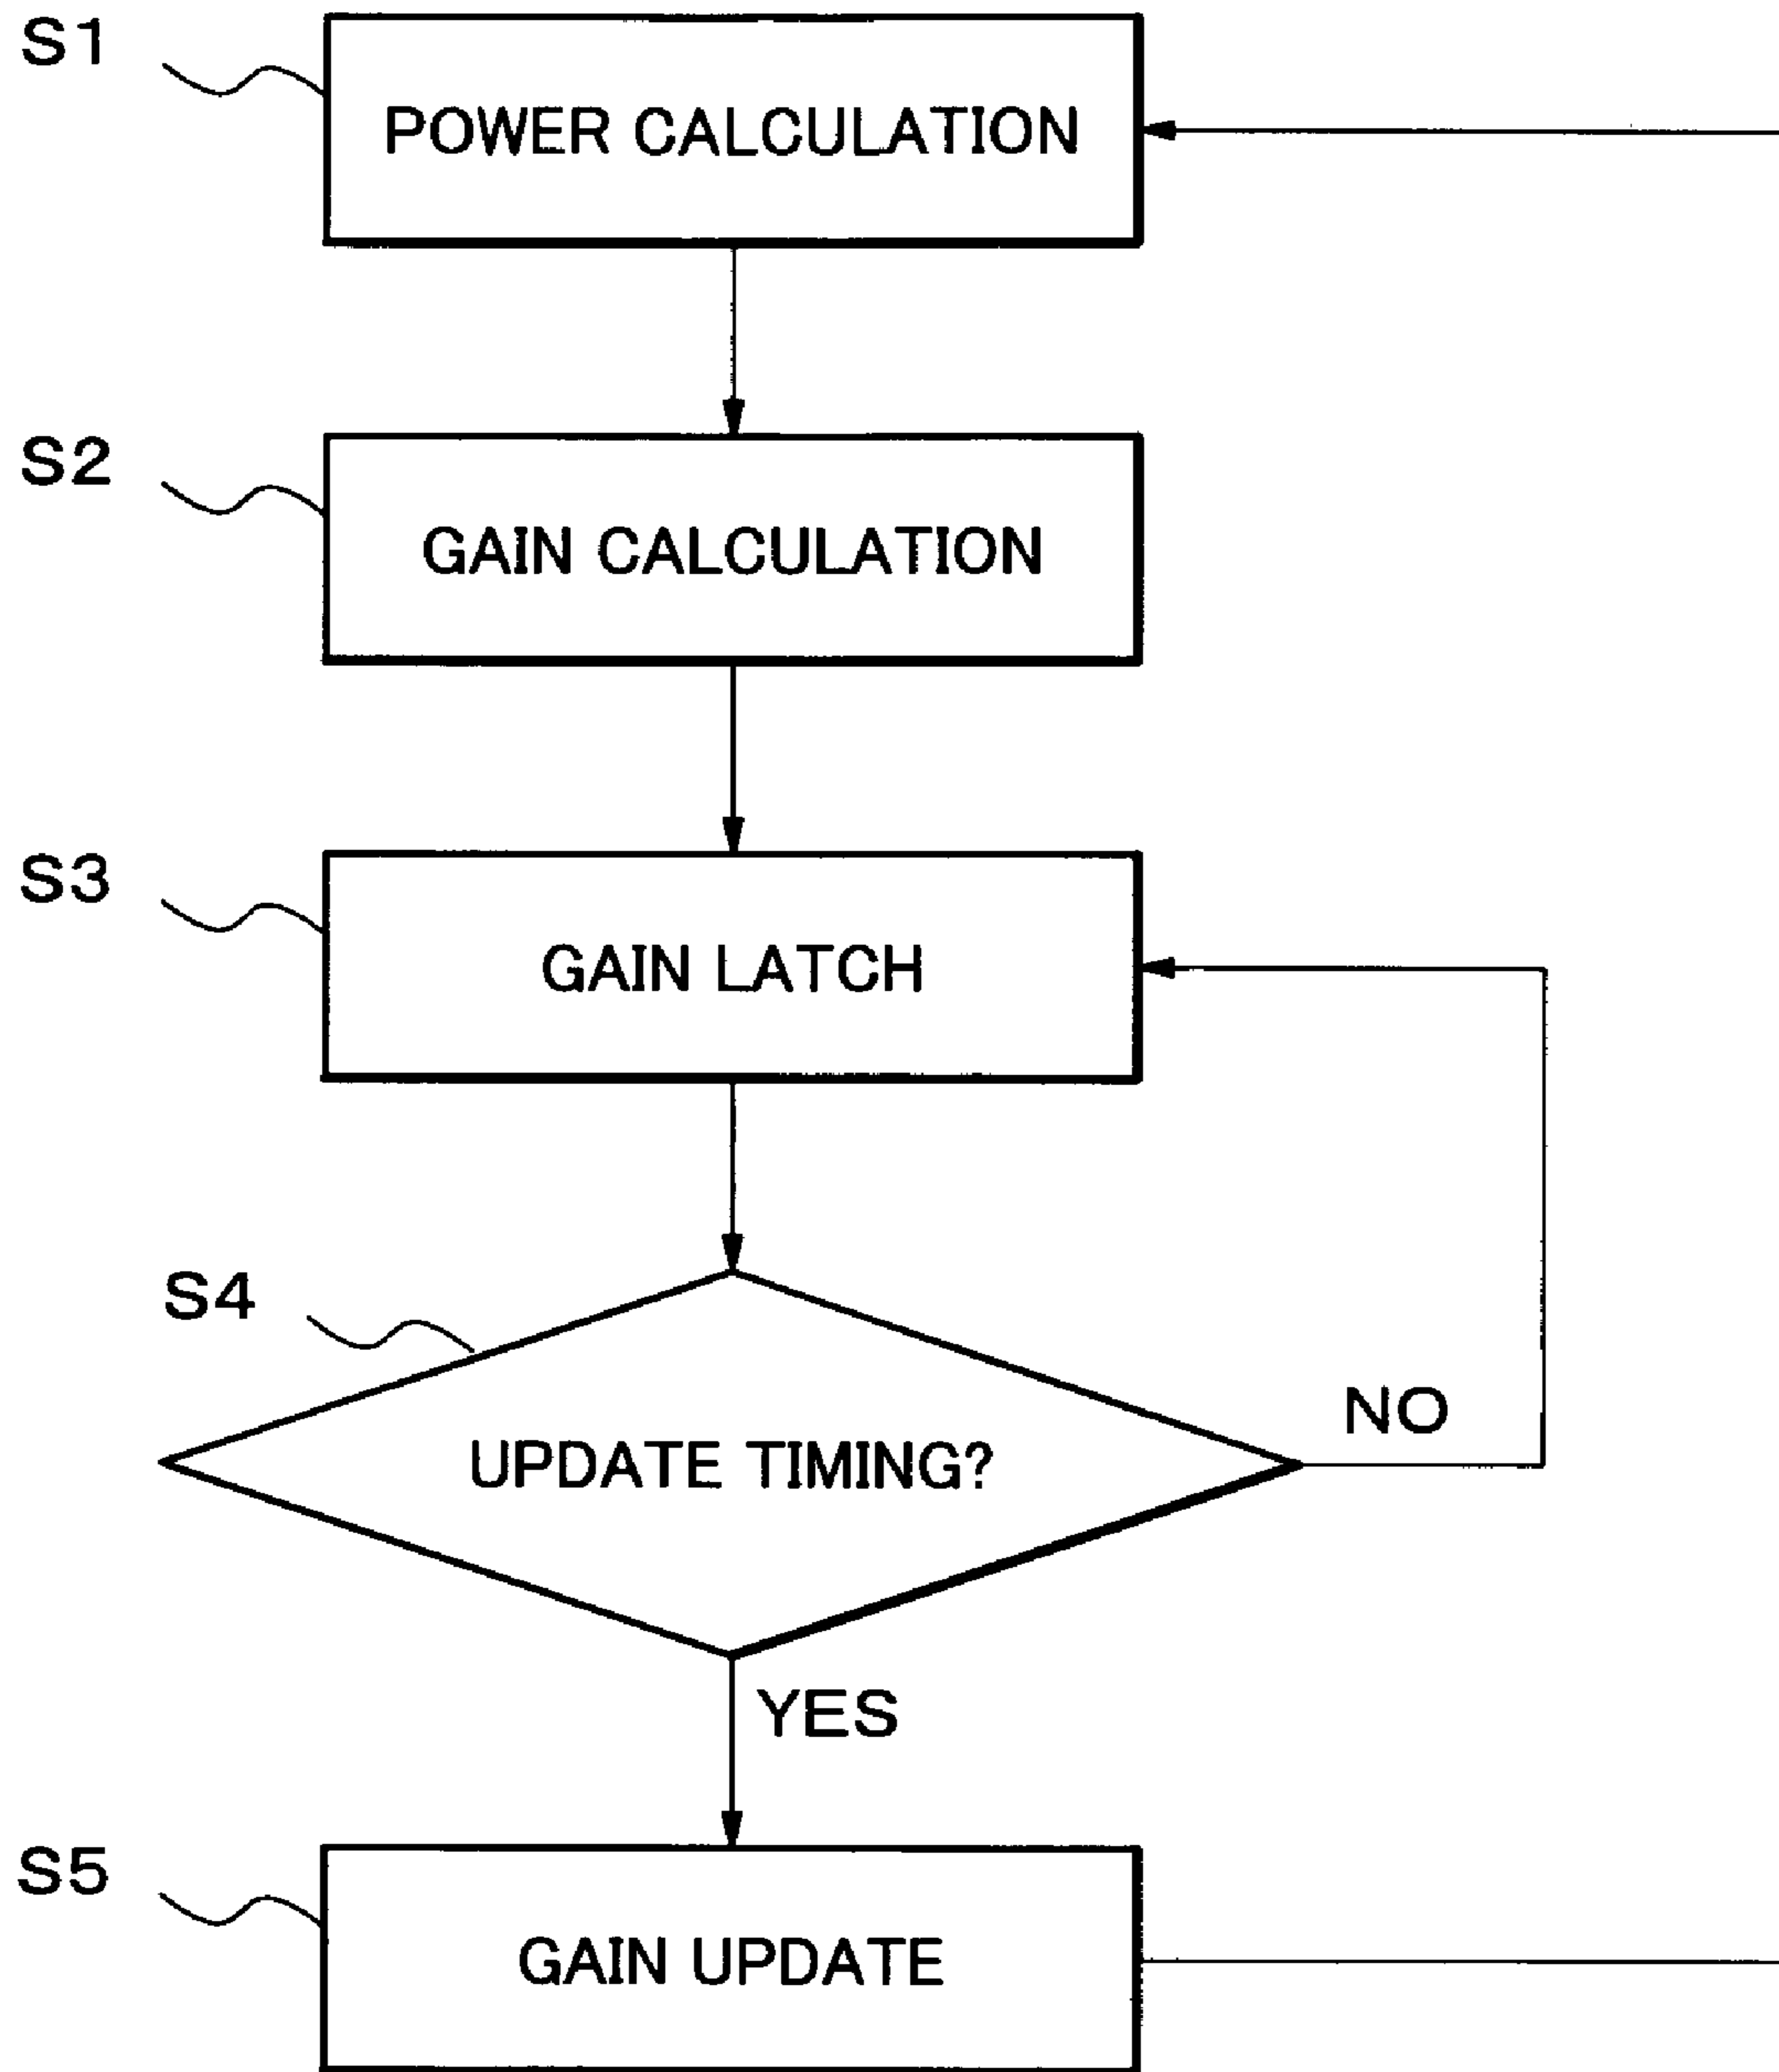 S1
POWER CALCULATION
S2
GAIN CALCULATION
S3
GAIN LATCH
S4
UPDATE TIMING?
NO
YES
S5
GAIN UPDATE